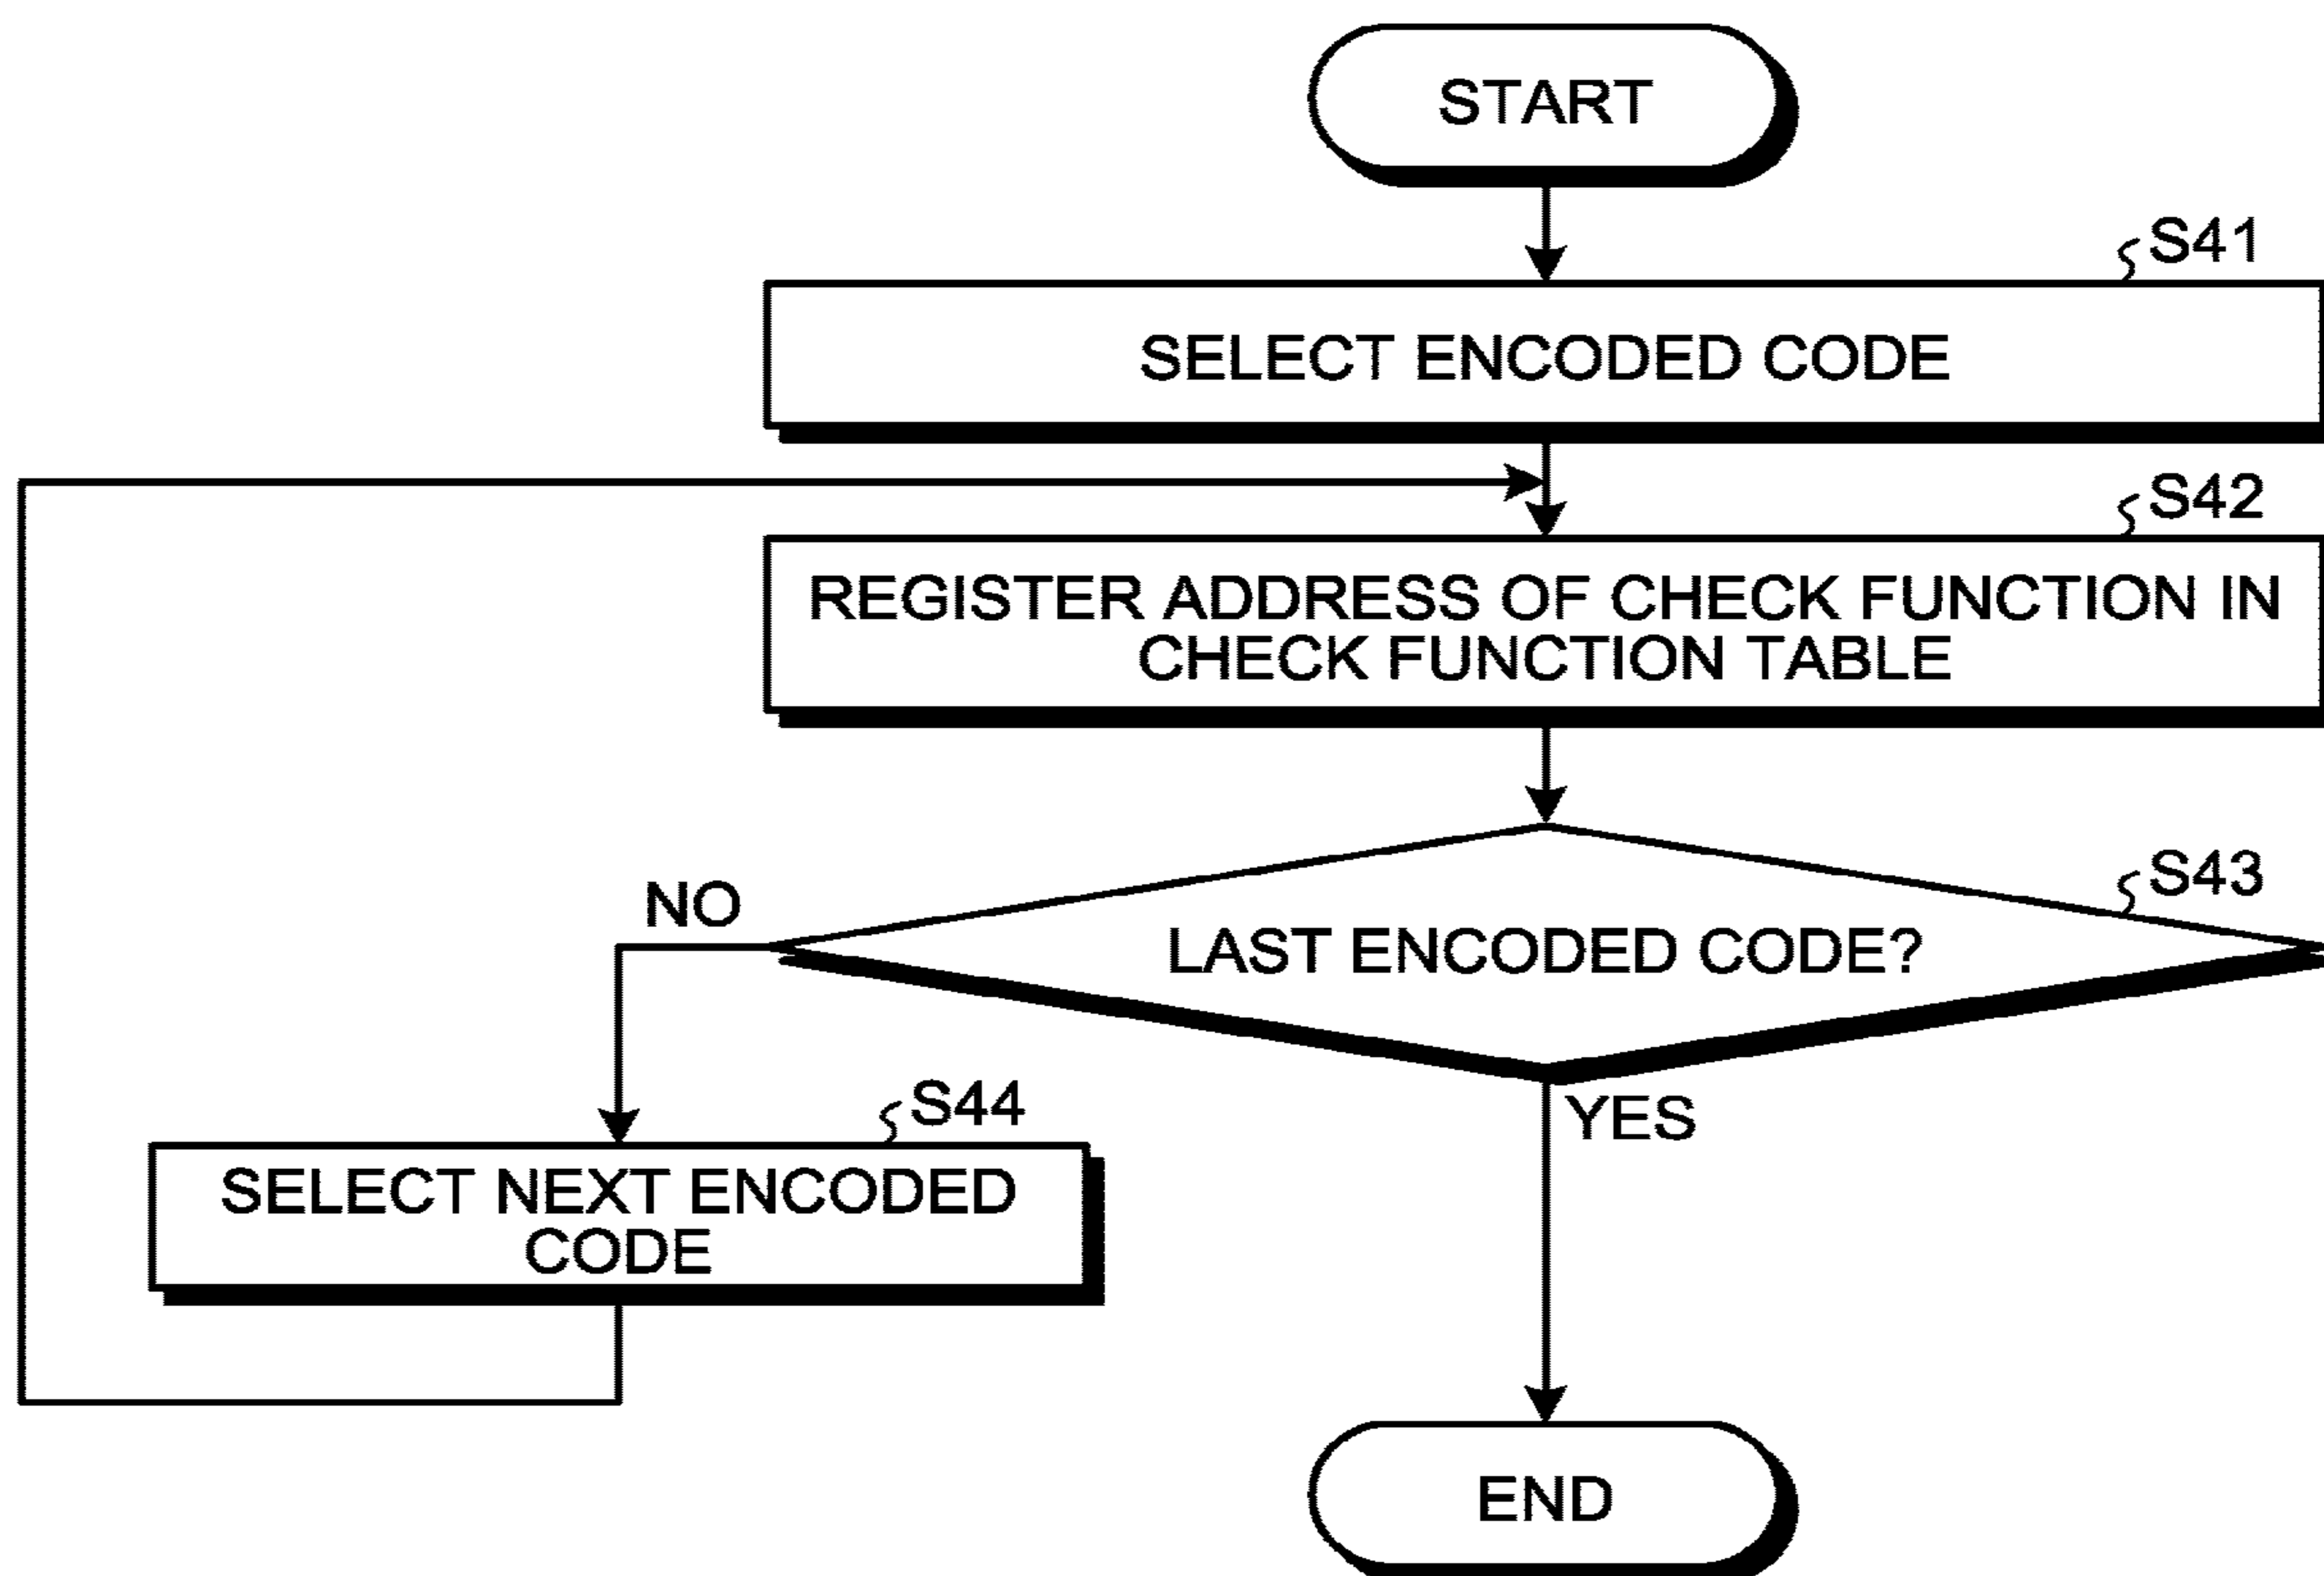 START
S41
SELECT ENCODED CODE
S42
REGISTER ADDRESS OF CHECK FUNCTION IN
CHECK FUNCTION TABLE
S43
LAST ENCODED CODE?
NO
YES
S44
SELECT NEXT ENCODED
CODE
END